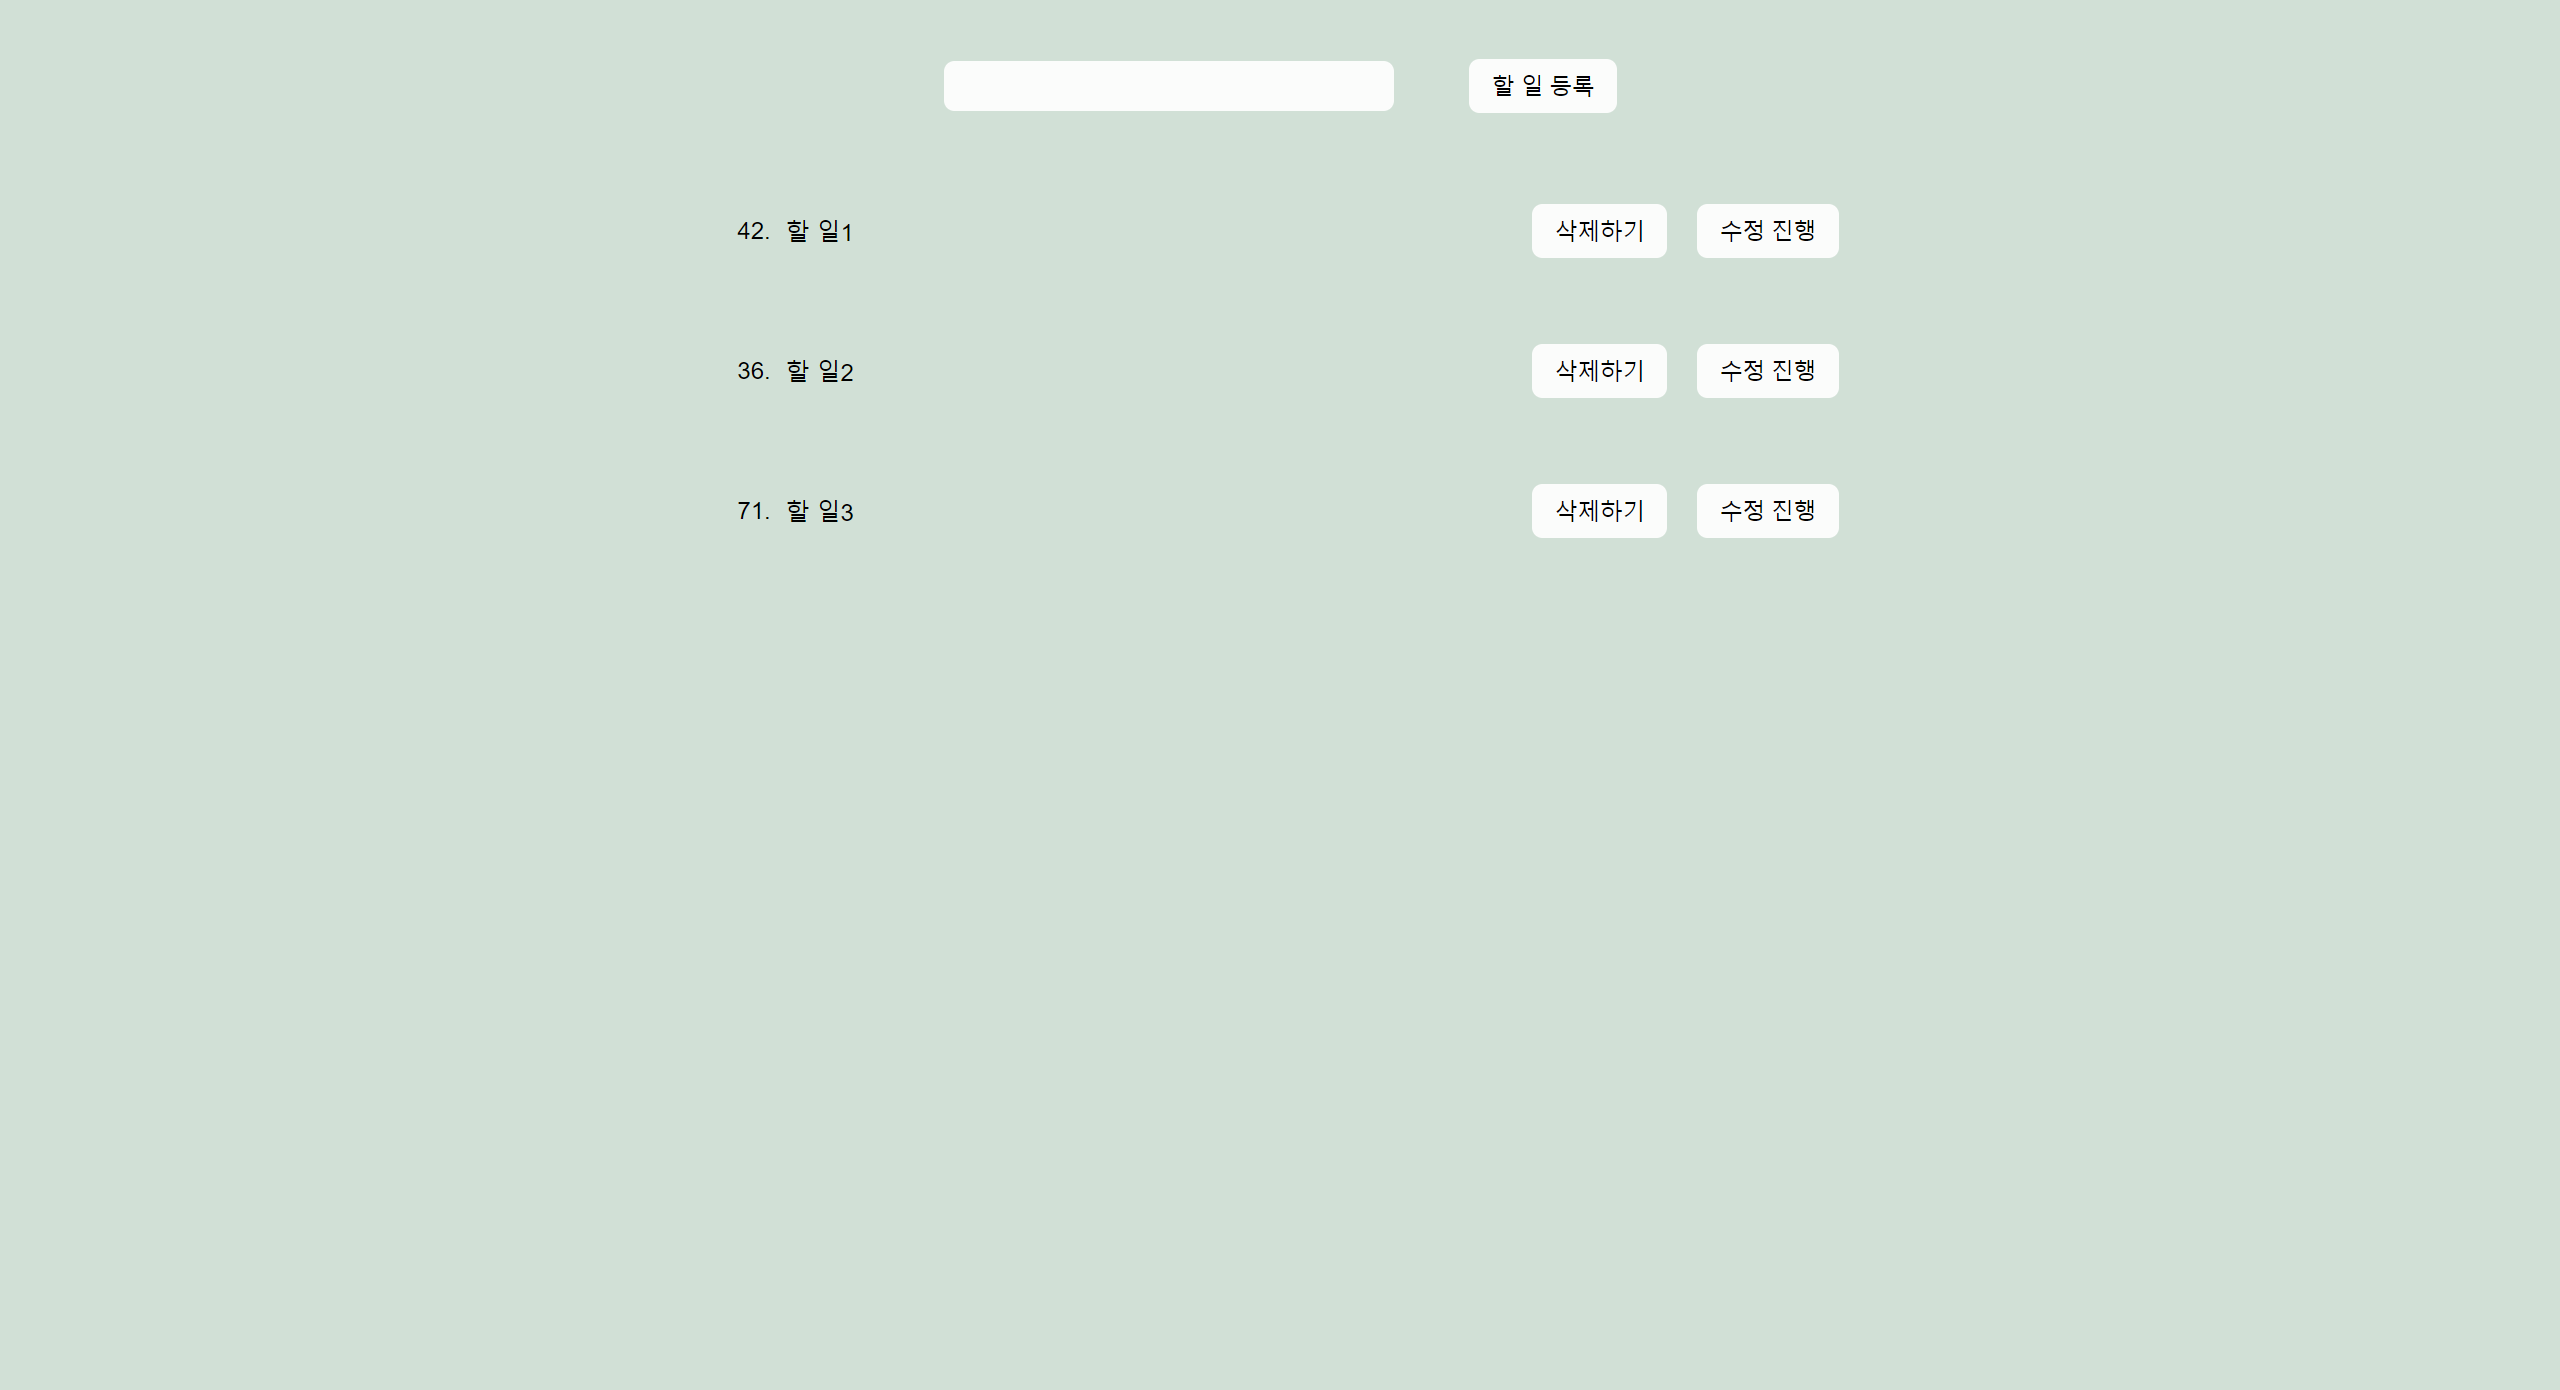 할 일 등록
42. 할 일1 삭제하기 수정 진행
36. 할 일2 삭제하기 수정 진행
71. 할 일3 삭제하기 수정 진행